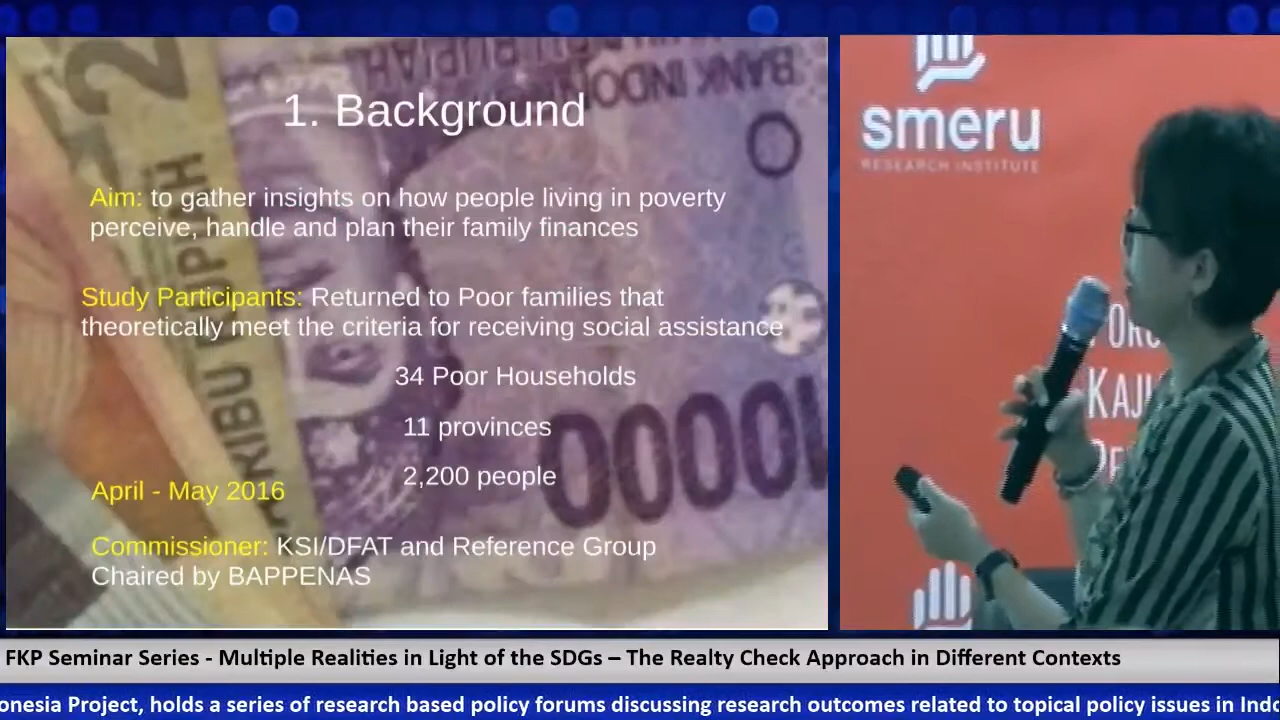 1. Background
Aim: to gather insights on how people living in poverty
perceive, handle and plan their family finances
Study Participants: Returned to Poor families that
theoretically meet the criteria for receiving social assistance
34 Poor Households
11 provinces
2,200 people
April - May 2016
Commissioner: KSI/DFAT and Reference Group
Chaired by BAPPENAS
smeru
RESEARCH INSTITUTE
FKP Seminar Series - Multiple Realities in Light of the SDGs – The Realty Check Approach in Different Contexts
onesia Project, holds a series of research based policy forums discussing research outcomes related to topical policy issues in Indo